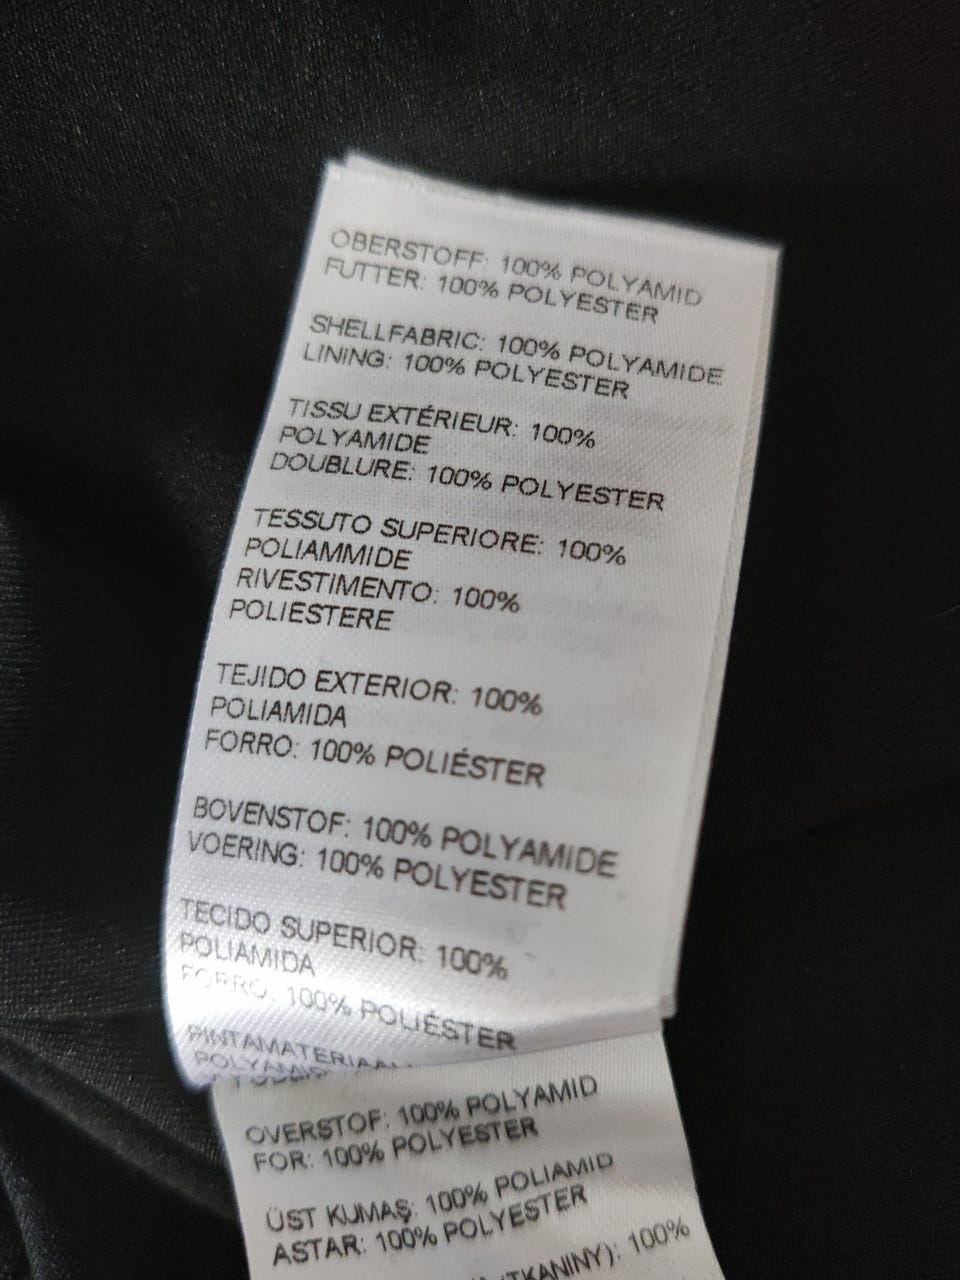 OBERSTOFF: 100% POLYAMID
FUTTER: 100% POLYESTER
SHELLFABRIC: 100% POLYAMIDE
LINING: 100% POLYESTER
TISSU EXTÉRIEUR: 100%
POLYAMIDE
DOUBLURE: 100% POLYESTER
TESSUTO SUPERIORE: 100%
POLIAMMIDE
RIVESTIMENTO: 100%
POLIESTERE
TEJIDO EXTERIOR: 100%
POLIAMIDA
FORRO: 100% POLIÉSTER
BOVENSTOF: 100% POLYAMIDE
VOERING: 100% POLYESTER
TECIDO SUPERIOR: 100%
POLIAMIDA
FORRO: 100% POLIÉSTER
OVERSTOF: 100% POLYAMID
FOR: 100% POLYESTER
ÜST KUMAŞ: 100% POLIAMID
ASTAR: 100% POLYESTER
100%